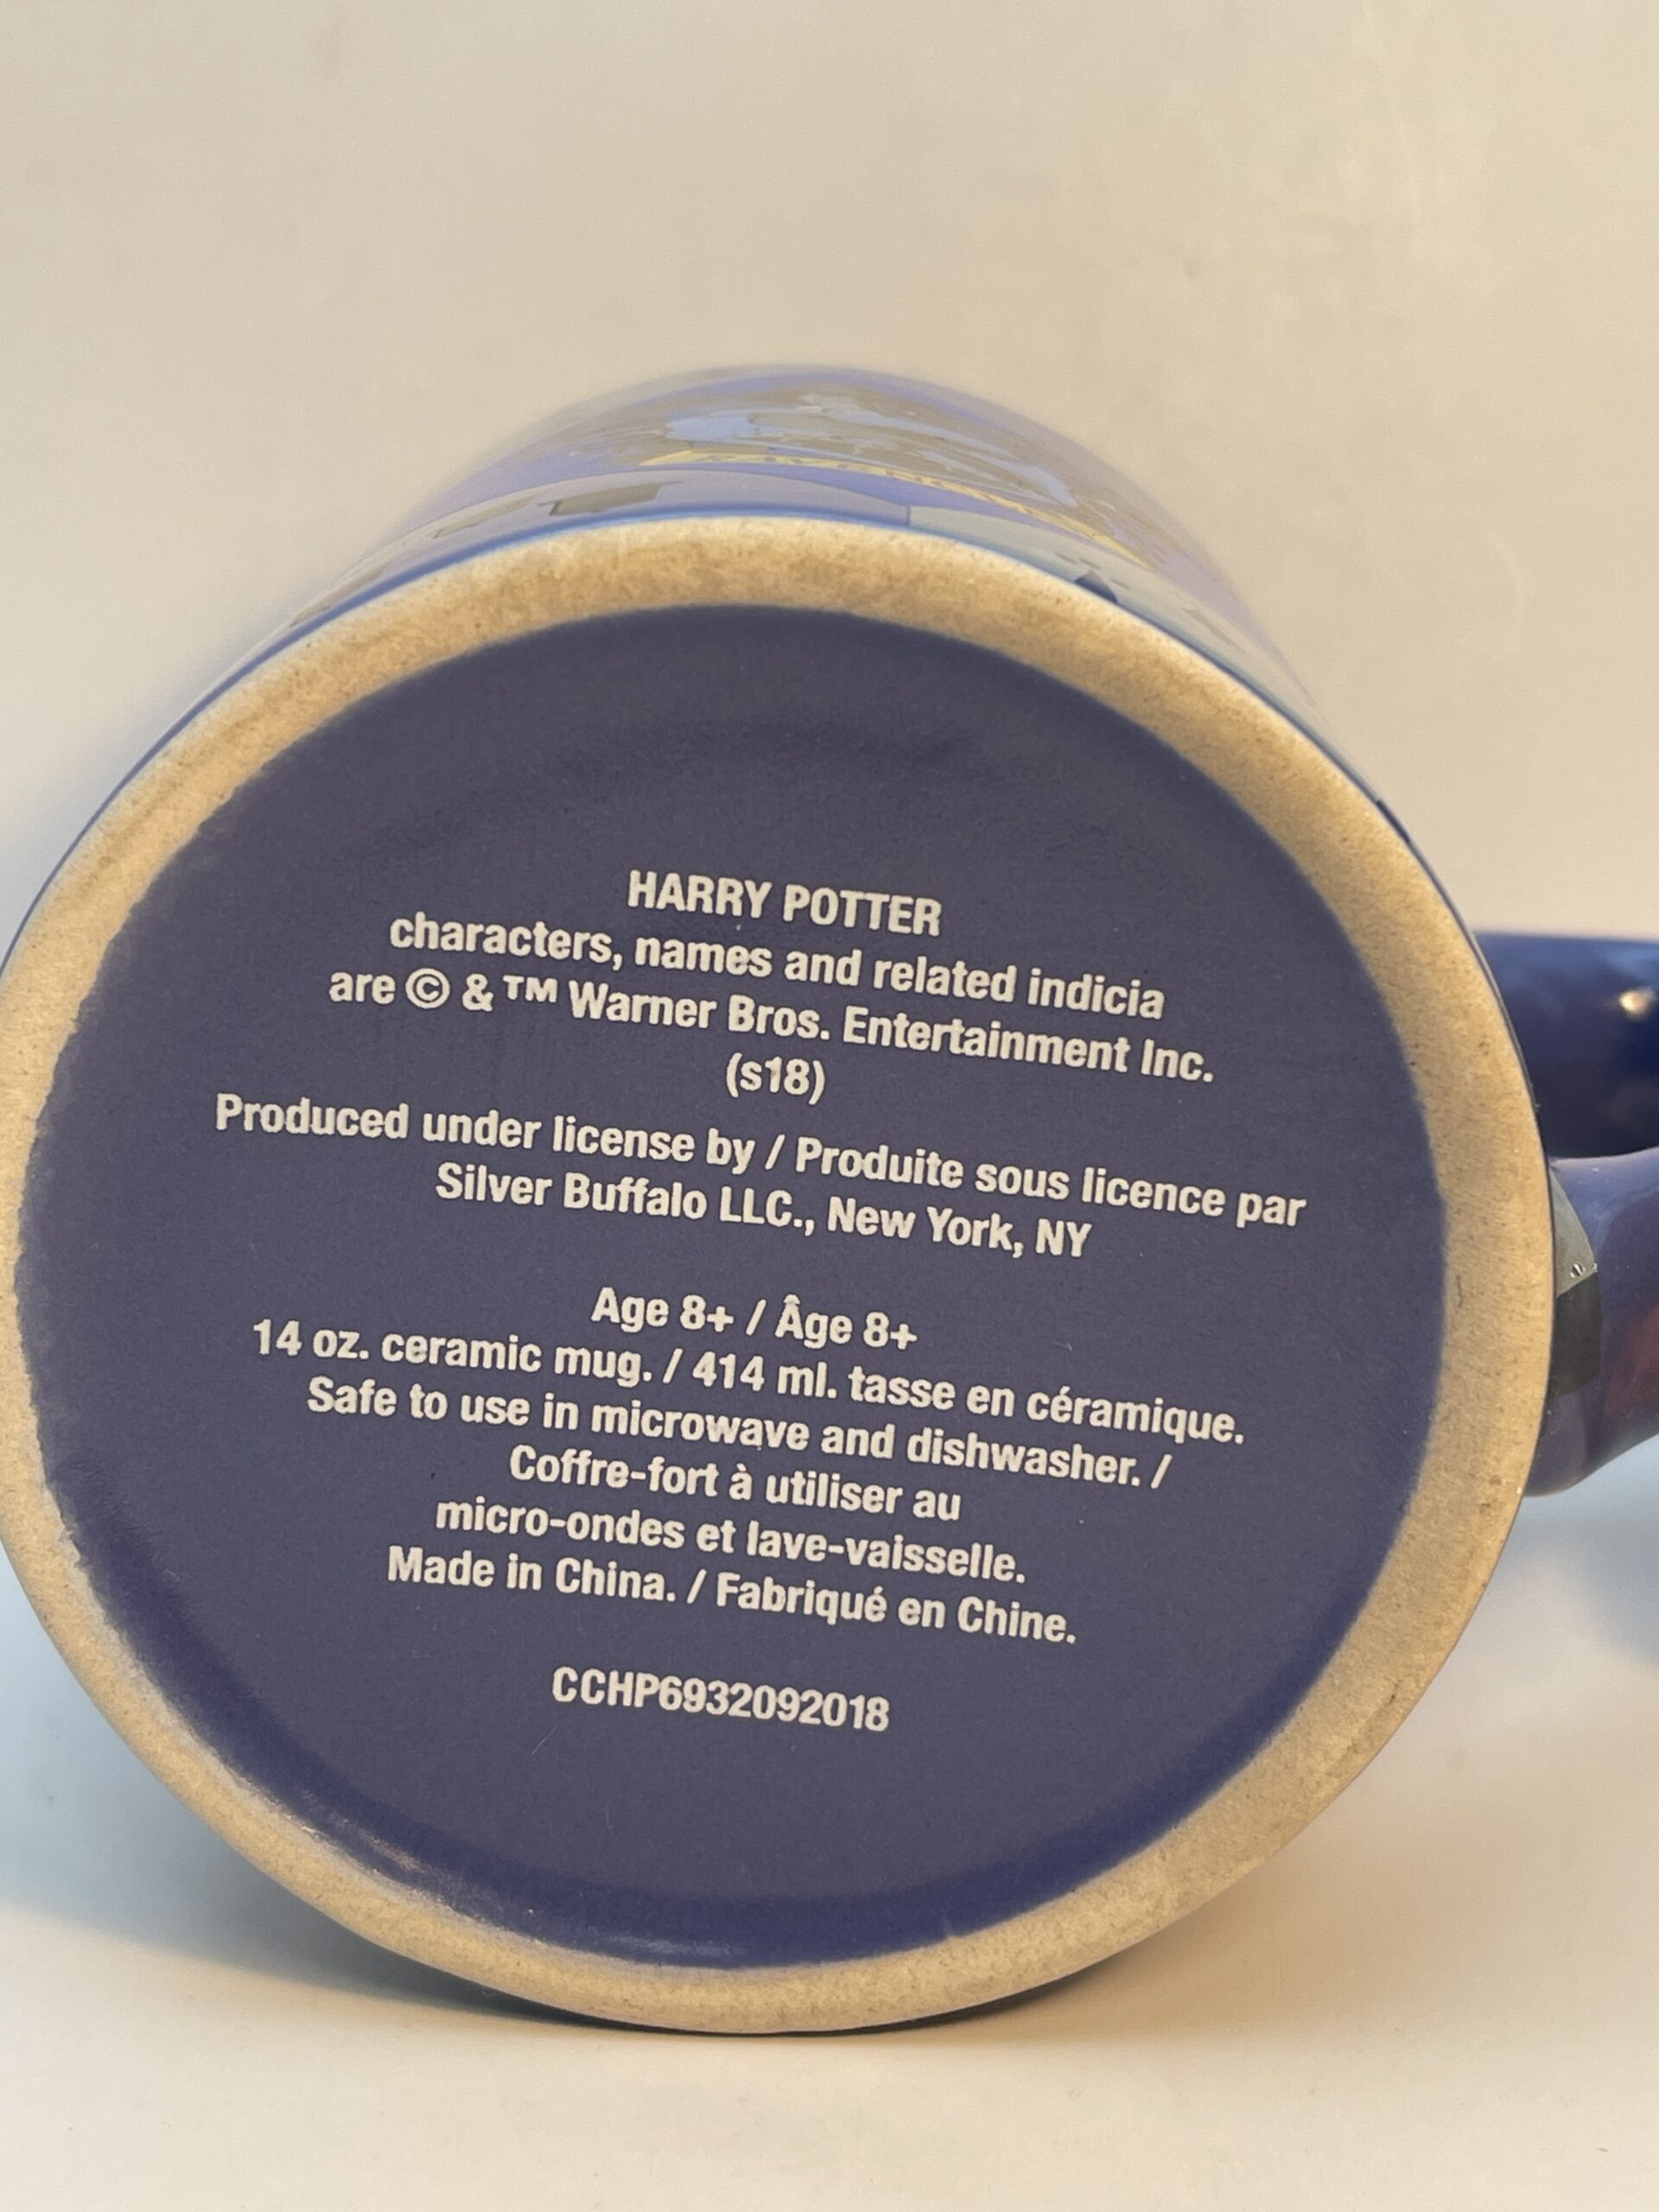 HARRY POTTER
characters, names and related indicia
are © & ™ Warner Bros. Entertainment Inc.
(s18)
Produced under license by / Produite sous licence par
Silver Buffalo LLC., New York, NY
Age 8+ / Âge 8+
14 oz. ceramic mug. / 414 ml. tasse en céramique.
Safe to use in microwave and dishwasher. /
Coffre-fort à utiliser au
micro-ondes et lave-vaisselle.
Made in China. / Fabriqué en Chine.
CCHP6932092018